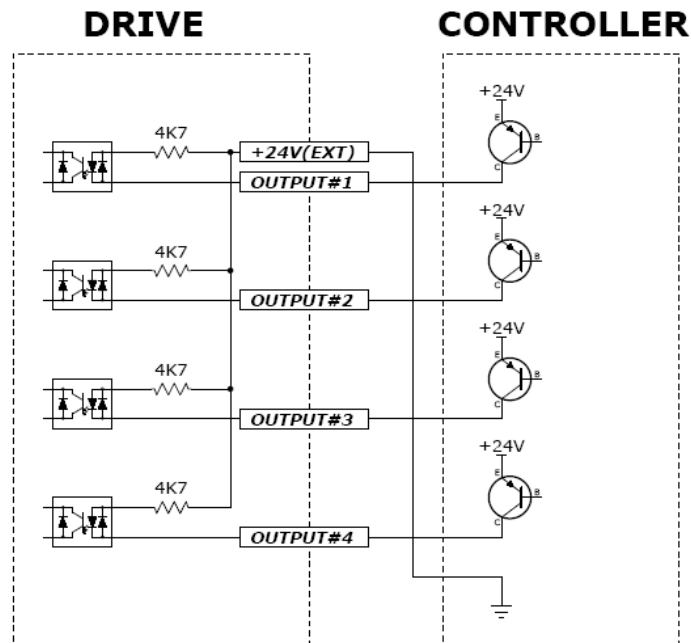 DRIVE
CONTROLLER
+24V
4K7
+24V(EXT)
E
B
C
OUTPUT#1
+24V
4K7
E
B
C
OUTPUT#2
+24V
4K7
E
B
C
OUTPUT#3
+24V
4K7
E
B
C
OUTPUT#4